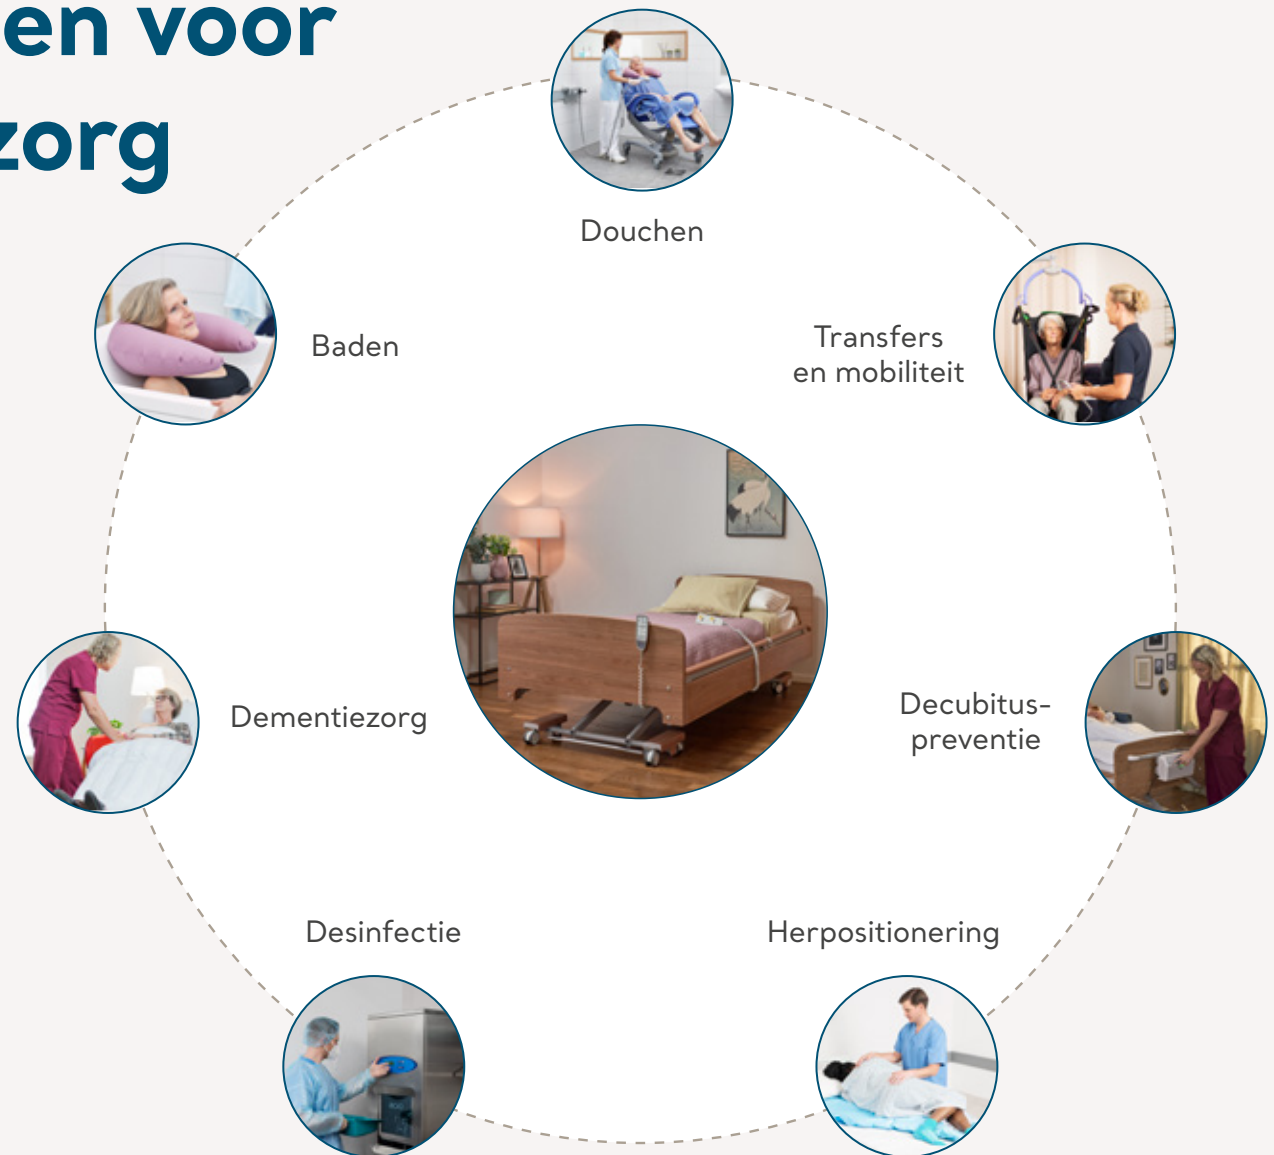 en voor
zorg
Douchen
Baden
Transfers
en mobiliteit
Dementiezorg
Decubitus-
preventie
Desinfectie
Herpositionering